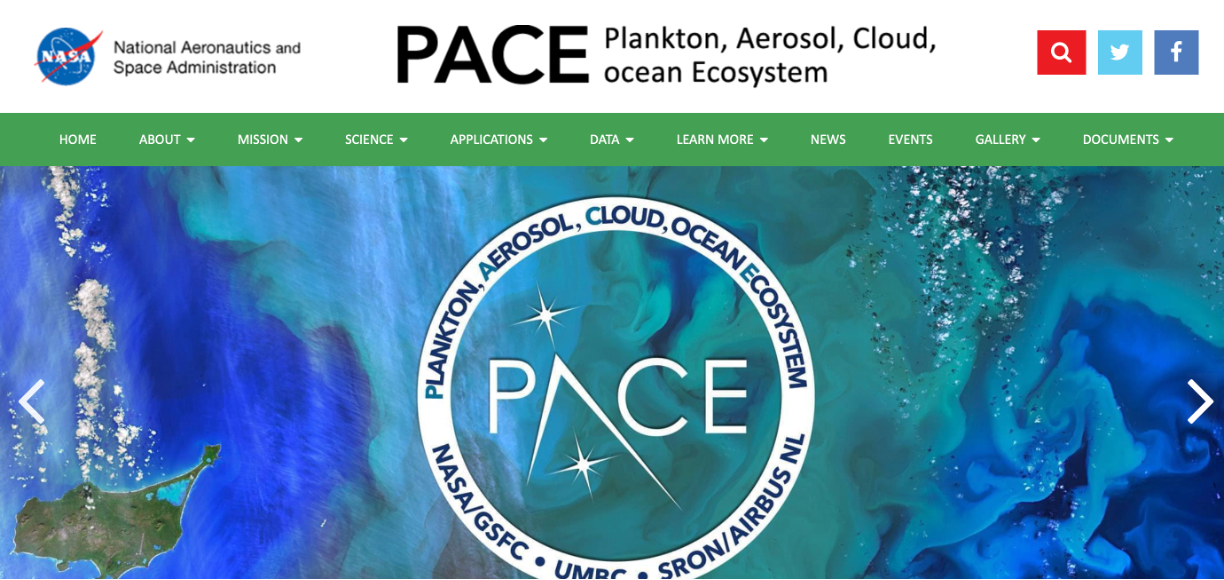 NASA
National Aeronautics and
Space Administration
PACE
Plankton, Aerosol, Cloud,
ocean Ecosystem
f
HOME ABOUT MISSION SCIENCE APPLICATIONS DATA LEARN MORE NEWS EVENTS GALLERY DOCUMENTS
PLANKTON, AEROSOL, CLOUD, OCEAN ECOSYSTEM
PACE
NASA/GSFC • UMBC • SRON/AIRBUS NL